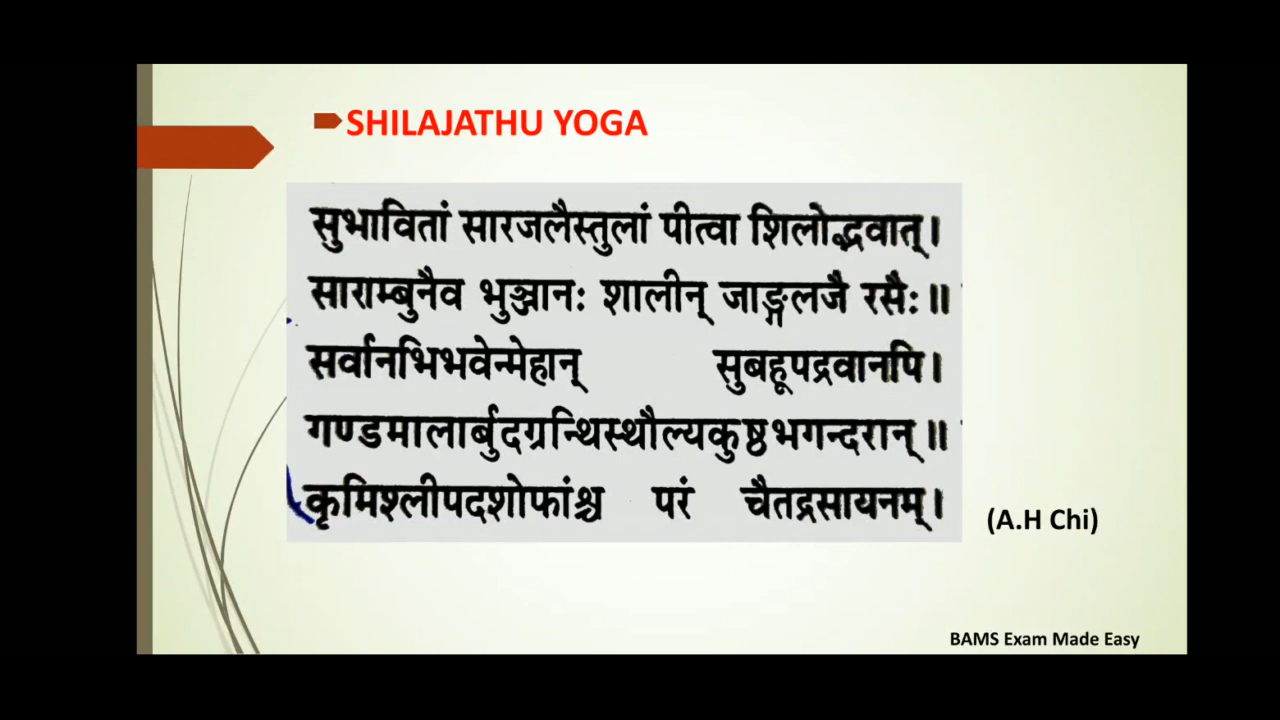 SHILAJATHU YOGA
सुभावितां सारजलैस्तुलां पीत्वा शिलोद्भवात्।
साराम्बुनैव भुञ्जानः शालीन् जाङ्गलजै रसैः॥
सर्वानभिभवेन्मेहान् सुबहूपद्रवानपि।
गण्डमालार्बुदग्रन्थिस्थौल्यकुष्ठभगन्दरान्॥
कृमिश्लीपदशोफांश्च परं चैतद्रसायनम्।
(A.H Chi)
BAMS Exam Made Easy